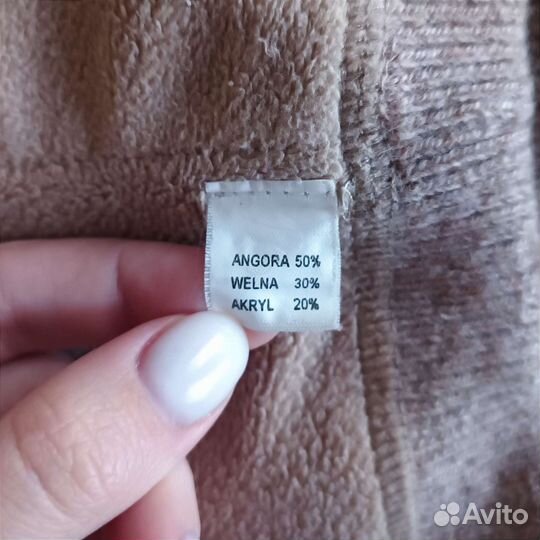 ANGORA 50%
WELNA 30%
AKRYL 20%
Avito